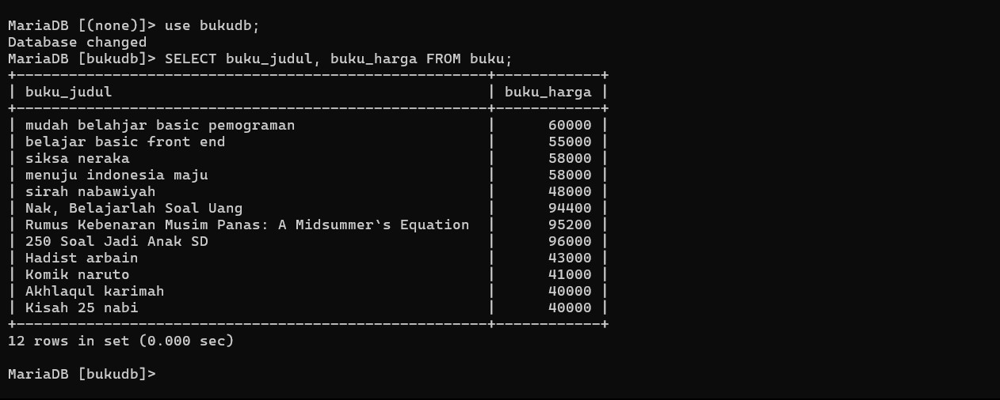 MariaDB [(none)]> use bukudb;
Database changed
MariaDB [bukudb]> SELECT buku_judul, buku_harga FROM buku;
+------------------------------------------------------+------------+
| buku_judul                                           | buku_harga |
+------------------------------------------------------+------------+
| mudah belahjar basic pemograman                      |      60000 |
| belajar basic front end                              |      55000 |
| siksa neraka                                         |      58000 |
| menuju indonesia maju                                |      58000 |
| sirah nabawiyah                                      |      48000 |
| Nak, Belajarlah Soal Uang                            |      94400 |
| Rumus Kebenaran Musim Panas: A Midsummer`s Equation  |      95200 |
| 250 Soal Jadi Anak SD                                |      96000 |
| Hadist arbain                                        |      43000 |
| Komik naruto                                         |      41000 |
| Akhlaqul karimah                                     |      40000 |
| Kisah 25 nabi                                        |      40000 |
+------------------------------------------------------+------------+
12 rows in set (0.000 sec)
MariaDB [bukudb]>